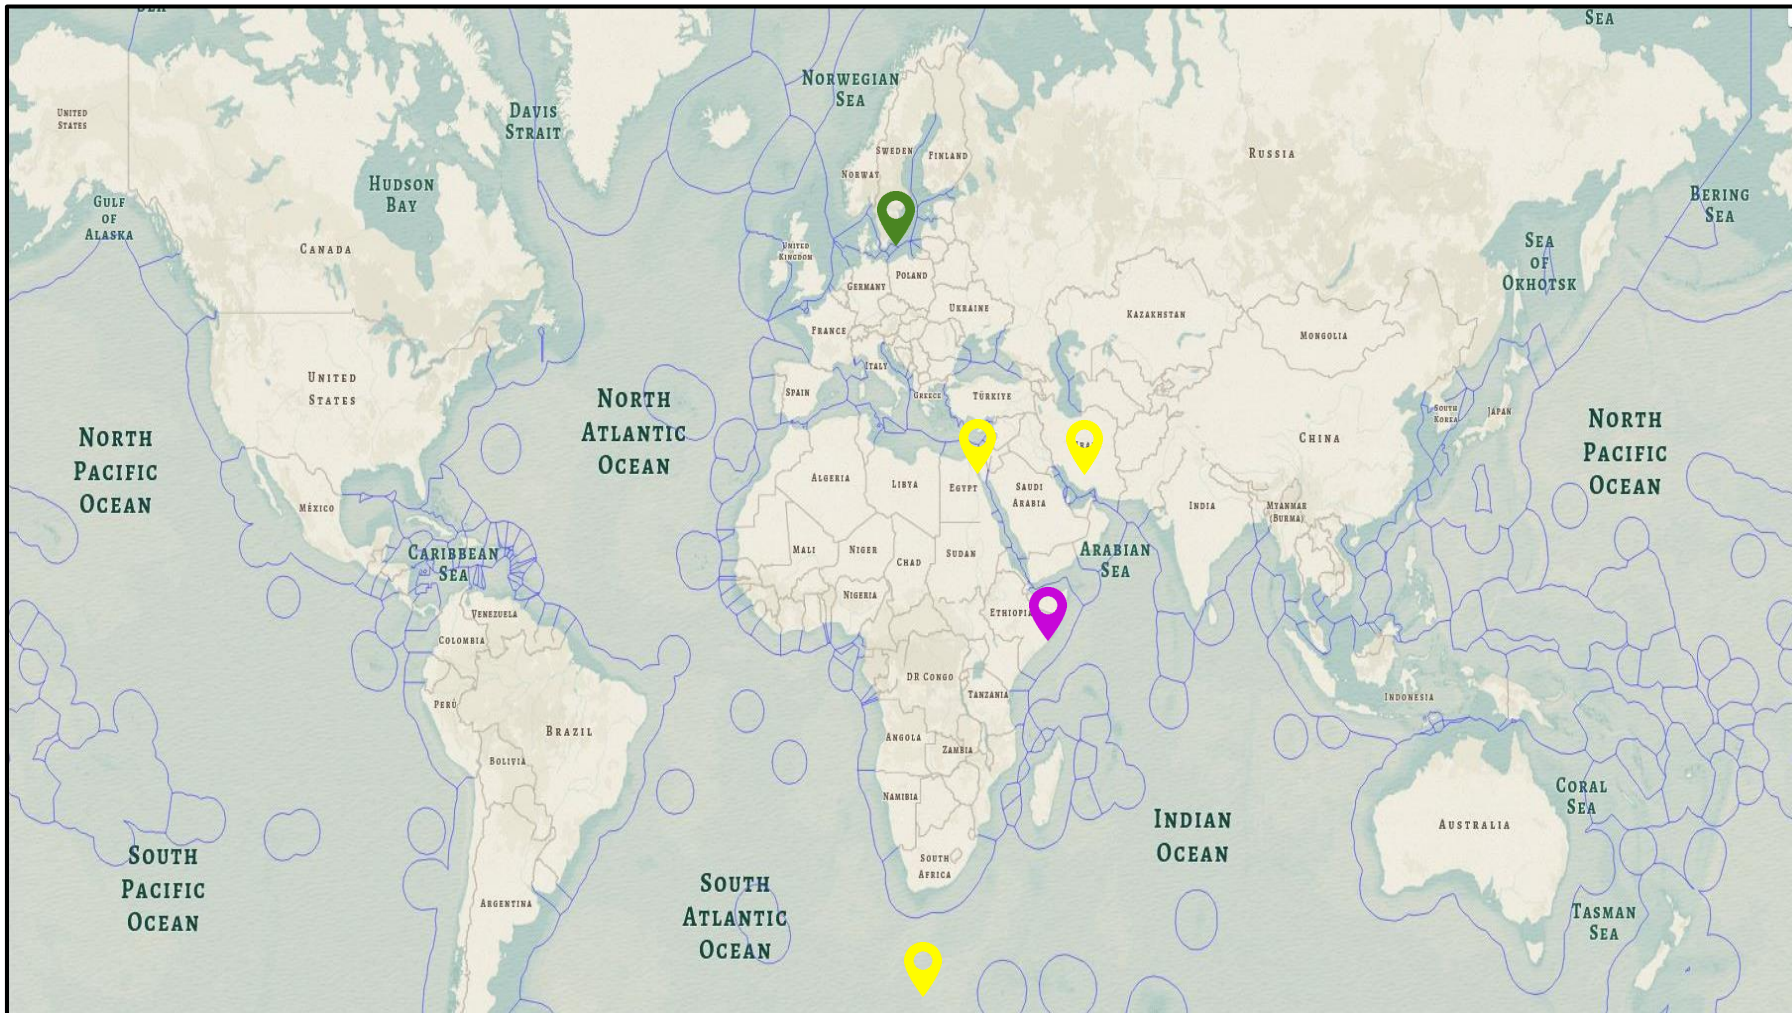 SEA
SEA
NORWEGIAN
SEA
DAVIS
STRAIT
UNITED
STATES
SWEDEN
FINLAND
NORWAY
RUSSIA
HUDSON
BAY
GULF
OF
ALASKA
BERING
SEA
CANADA
UNITED
KINGDOM
SEA
OF
OKHOTSK
POLAND
GERMANY
UKRAINE
KAZAKHSTAN
FRANCE
MONGOLIA
ITALY
UNITED
STATES
SPAIN
GREECE
TÜRKIYE
NORTH
ATLANTIC
OCEAN
SOUTH
KOREA
JAPAN
NORTH
PACIFIC
OCEAN
CHINA
NORTH
PACIFIC
OCEAN
ALGERIA
LIBYA
EGYPT
SAUDI
ARABIA
MÉXICO
INDIA
MYANMAR
(BURMA)
CARIBBEAN
SEA
MALI
NIGER
CHAD
SUDAN
ARABIAN
SEA
NIGERIA
ETHIOPIA
VENEZUELA
COLOMBIA
DR CONGO
TANZANIA
INDONESIA
PERÚ
BRAZIL
ANGOLA
ZAMBIA
BOLIVIA
NAMIBIA
CORAL
SEA
INDIAN
OCEAN
AUSTRALIA
SOUTH
PACIFIC
OCEAN
SOUTH
AFRICA
SOUTH
ATLANTIC
OCEAN
ARGENTINA
TASMAN
SEA